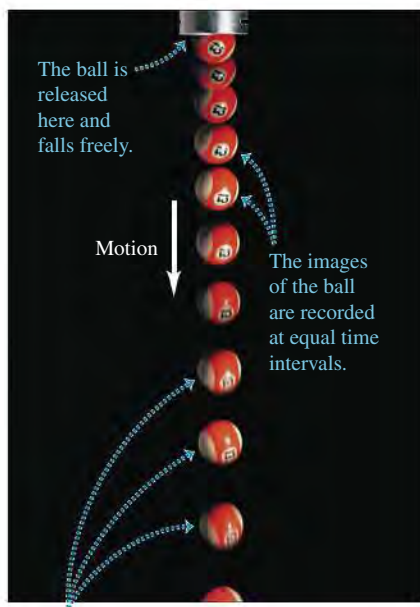 The ball is
released
here and
falls freely.
Motion
The images
of the ball
are recorded
at equal time
intervals.